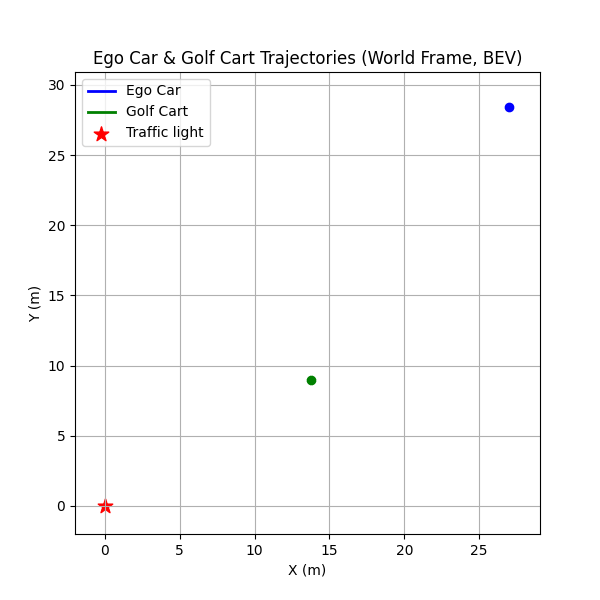 Ego Car & Golf Cart Trajectories (World Frame, BEV)
Ego Car
Golf Cart
Traffic light
30
25
20
15
10
5
0
Y (m)
0 5 10 15 20 25
X (m)